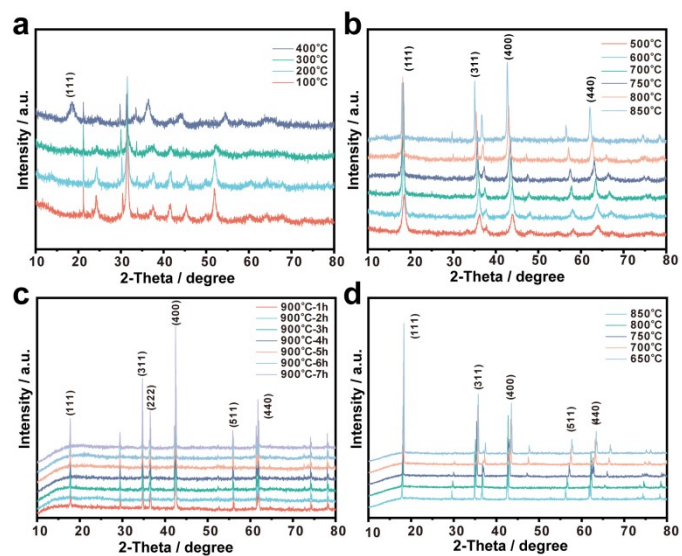 a
(111)
400°C
300°C
200°C
100°C
Intensity / a.u.
10 20 30 40 50 60 70 80
2-Theta / degree
b
(111)
(311)
(400)
(440)
500°C
600°C
700°C
750°C
800°C
850°C
Intensity / a.u.
10 20 30 40 50 60 70 80
2-Theta / degree
c
900°C-1h
900°C-2h
900°C-3h
900°C-4h
900°C-5h
900°C-6h
900°C-7h
(111)
(311)
(222)
(400)
(511)
(440)
Intensity / a.u.
10 20 30 40 50 60 70 80
2-Theta / degree
d
(111)
(311)
(400)
(511)
(440)
850°C
800°C
750°C
700°C
650°C
Intensity / a.u.
10 20 30 40 50 60 70 80
2-Theta / degree